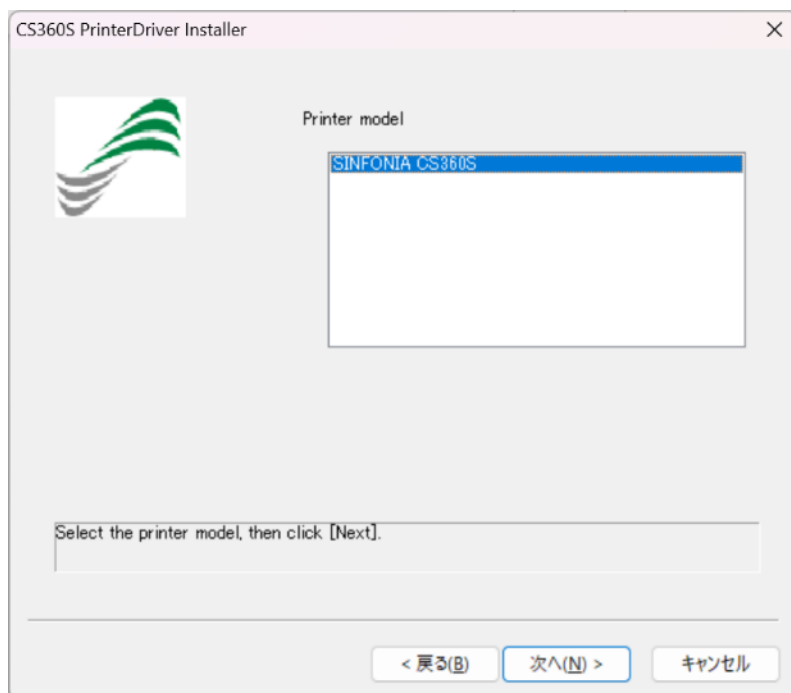 CS360S PrinterDriver Installer
Printer model
SINFONIA CS360S
Select the printer model, then click [Next].
< 戻る(B)
次へ(N) >
キャンセル